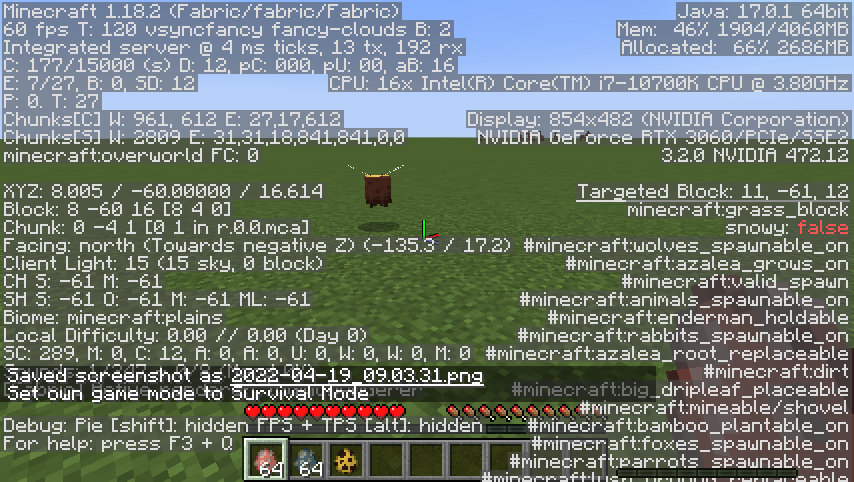 Minecraft 1.18.2 (Fabric/fabric/Fabric)
60 fps T: 120 vsyncfancy fancy-clouds B: 2
Integrated server @ 4 ms ticks, 13 tx, 192 rx
C: 177/15000 (s) D: 12, pC: 000, pU: 00, aB: 16
E: 7/27, B: 0, SD: 12
P: 0. T: 27
Chunks[C] W: 961, 612 E: 27,17,612
Chunks[S] W: 2809 E: 31,31,18,841,841,0,0
minecraft:overworld FC: 0
XYZ: 8.005 / -60.00000 / 16.614
Block: 8 -60 16 [8 4 0]
Chunk: 0 -4 1 [0 1 in r.0.0.mca]
Facing: north (Towards negative Z) (-135.3 / 17.2)
Client Light: 15 (15 sky, 0 block)
CH S: -61 M: -61
SH S: -61 O: -61 M: -61 ML: -61
Biome: minecraft:plains
Local Difficulty: 0.00 // 0.00 (Day 0)
SC: 289, M: 0, C: 12, A: 0, A: 0, U: 0, W: 0, W: 0, M: 0
Saved screenshot as 2022-04-19_09.03.31.png
Set own game mode to Survival Mode
Debug: Pie [shift]: hidden FPS + TPS [alt]: hidden
For help: press F3 + Q
Java: 17.0.1 64bit
Mem: 46% 1904/4060MB
Allocated: 66% 2686MB
CPU: 16x Intel(R) Core(TM) i7-10700K CPU @ 3.80GHz
Display: 854x482 (NVIDIA Corporation)
NVIDIA GeForce RTX 3060/PCIe/SSE2
3.2.0 NVIDIA 472.12
Targeted Block: 11, -61, 12
minecraft:grass_block
snowy: false
#minecraft:wolves_spawnable_on
#minecraft:azalea_grows_on
#minecraft:valid_spawn
#minecraft:animals_spawnable_on
#minecraft:enderman_holdable
#minecraft:rabbits_spawnable_on
#minecraft:azalea_root_replaceable
#minecraft:dirt
#minecraft:big_dripleaf_placeable
#minecraft:mineable/shovel
#minecraft:bamboo_plantable_on
#minecraft:foxes_spawnable_on
#minecraft:parrots_spawnable_on
64
64